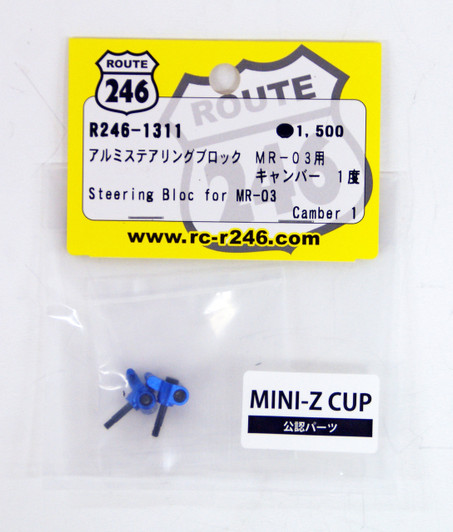 ROUTE
246
ROUTE
246
R246-1311 ●1,500
アルミステアリングブロック MR-03用
キャンバー 1度
Steering Bloc for MR-03
Camber 1
www.rc-r246.com
MINI-Z CUP
公認パーツ